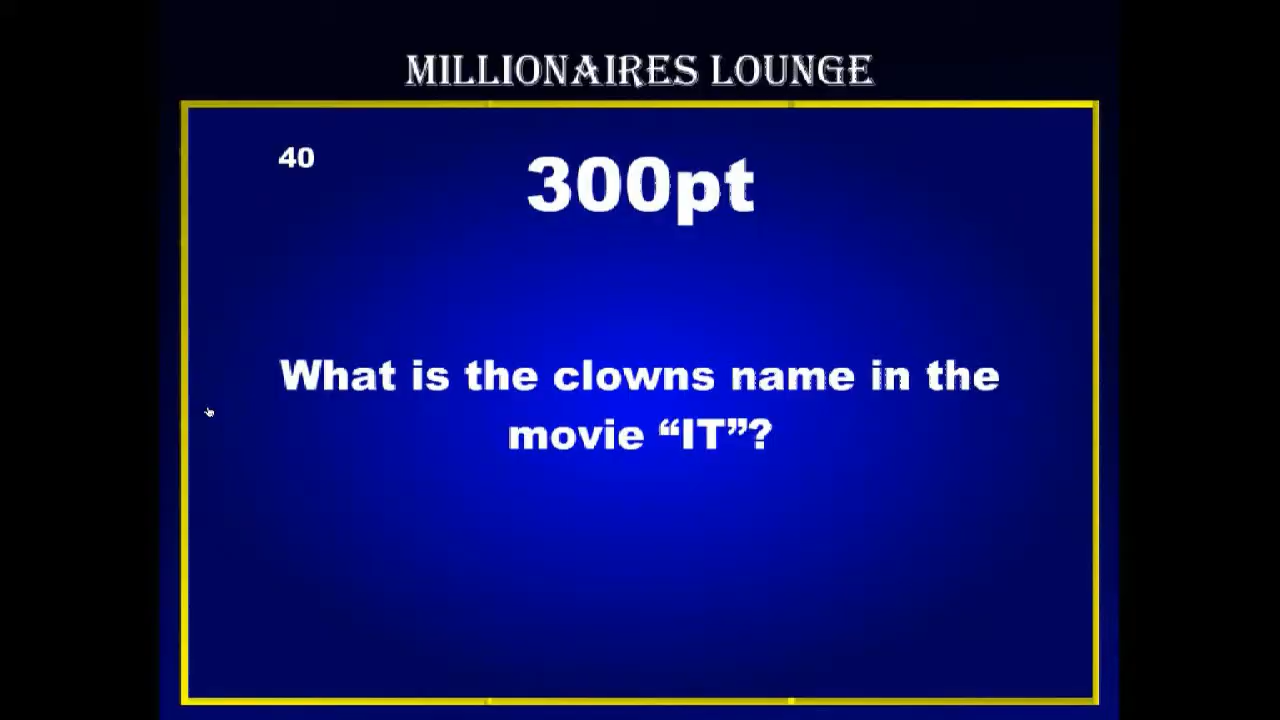 MILLIONAIRES LOUNGE
40
300pt
What is the clowns name in the
movie “IT”?